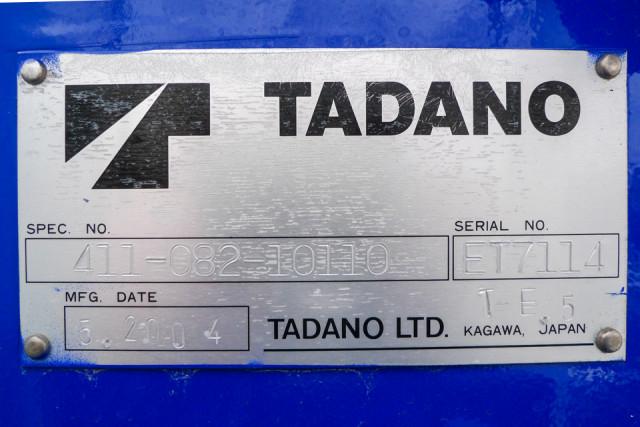 TADANO
SPEC. NO.
411-082-10110
SERIAL NO.
ET7114
MFG. DATE
5.2004
T-E.5
TADANO LTD.
KAGAWA, JAPAN